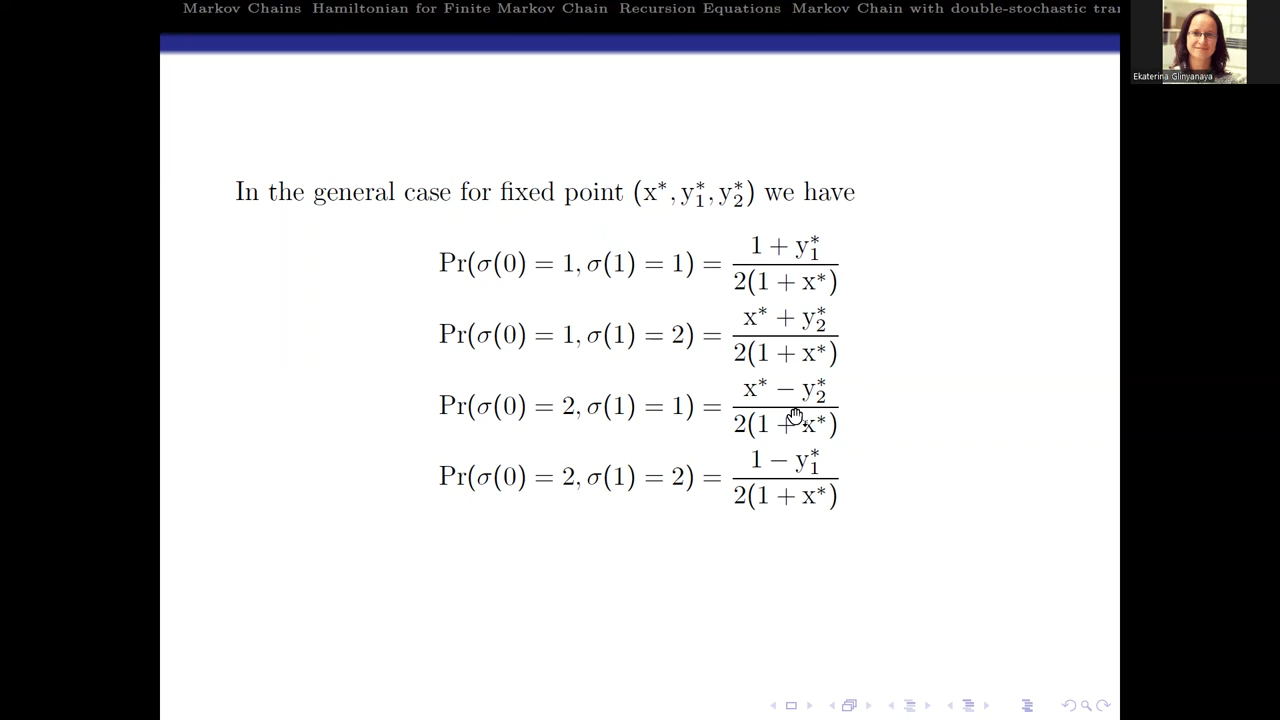 Markov Chains Hamiltonian for Finite Markov Chain Recursion Equations Markov Chain with double-stochastic tran
Ekaterina Glinyanaya
In the general case for fixed point (x*, y₁*, y₂*) we have
Pr(σ(0) = 1, σ(1) = 1) = (1 + y₁*) / 2(1 + x*)
Pr(σ(0) = 1, σ(1) = 2) = (x* + y₂*) / 2(1 + x*)
Pr(σ(0) = 2, σ(1) = 1) = (x* − y₂*) / 2(1 + x*)
Pr(σ(0) = 2, σ(1) = 2) = (1 − y₁*) / 2(1 + x*)